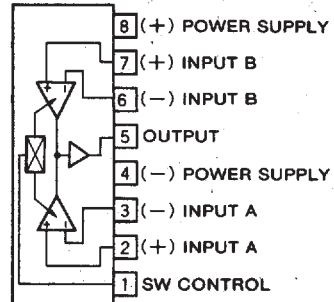 8 (+) POWER SUPPLY
7 (+) INPUT B
6 (−) INPUT B
5 OUTPUT
4 (−) POWER SUPPLY
3 (−) INPUT A
2 (+) INPUT A
1 SW CONTROL
+ −
− +